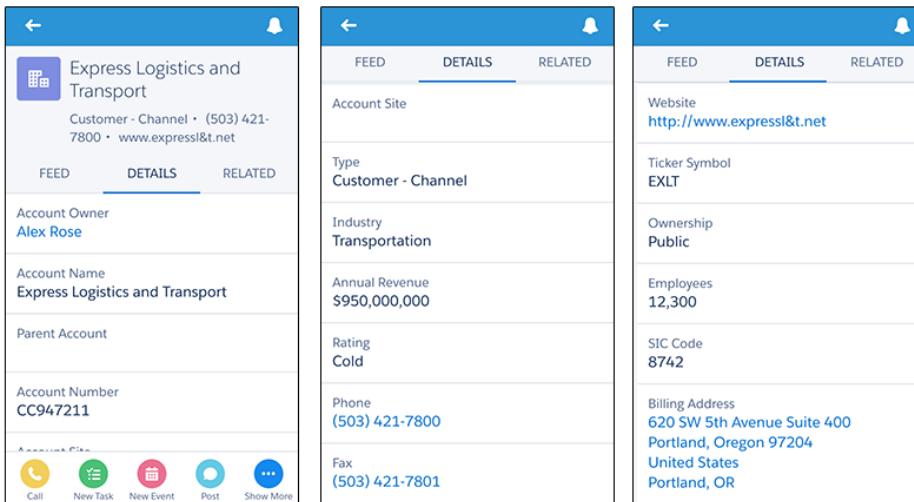 Express Logistics and
Transport
Customer - Channel • (503) 421-
7800 • www.expressl&t.net
FEED DETAILS RELATED
Account Owner
Alex Rose
Account Name
Express Logistics and Transport
Parent Account
Account Number
CC947211
Account Site
Call New Task New Event Post Show More
FEED DETAILS RELATED
Account Site
Type
Customer - Channel
Industry
Transportation
Annual Revenue
$950,000,000
Rating
Cold
Phone
(503) 421-7800
Fax
(503) 421-7801
FEED DETAILS RELATED
Website
http://www.expressl&t.net
Ticker Symbol
EXLT
Ownership
Public
Employees
12,300
SIC Code
8742
Billing Address
620 SW 5th Avenue Suite 400
Portland, Oregon 97204
United States
Portland, OR